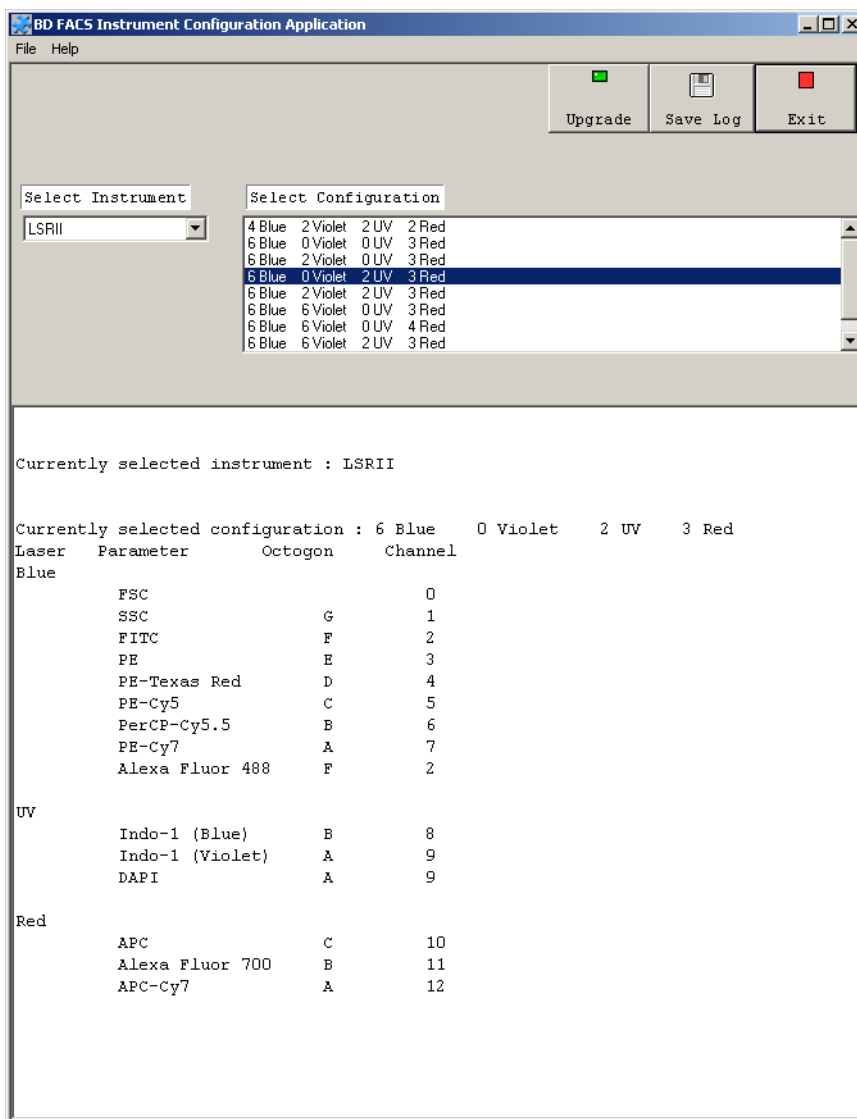 BD FACS Instrument Configuration Application
File Help
Upgrade Save Log Exit
Select Instrument Select Configuration
LSRII
4 Blue 2 Violet 2 UV 2 Red
6 Blue 0 Violet 0 UV 3 Red
6 Blue 2 Violet 0 UV 3 Red
6 Blue 0 Violet 2 UV 3 Red
6 Blue 2 Violet 2 UV 3 Red
6 Blue 6 Violet 0 UV 3 Red
6 Blue 6 Violet 0 UV 4 Red
6 Blue 6 Violet 2 UV 3 Red
Currently selected instrument : LSRII
Currently selected configuration : 6 Blue 0 Violet 2 UV 3 Red
Laser Parameter Octogon Channel
Blue
FSC 0
SSC G 1
FITC F 2
PE E 3
PE-Texas Red D 4
PE-Cy5 C 5
PerCP-Cy5.5 B 6
PE-Cy7 A 7
Alexa Fluor 488 F 2
UV
Indo-1 (Blue) B 8
Indo-1 (Violet) A 9
DAPI A 9
Red
APC C 10
Alexa Fluor 700 B 11
APC-Cy7 A 12